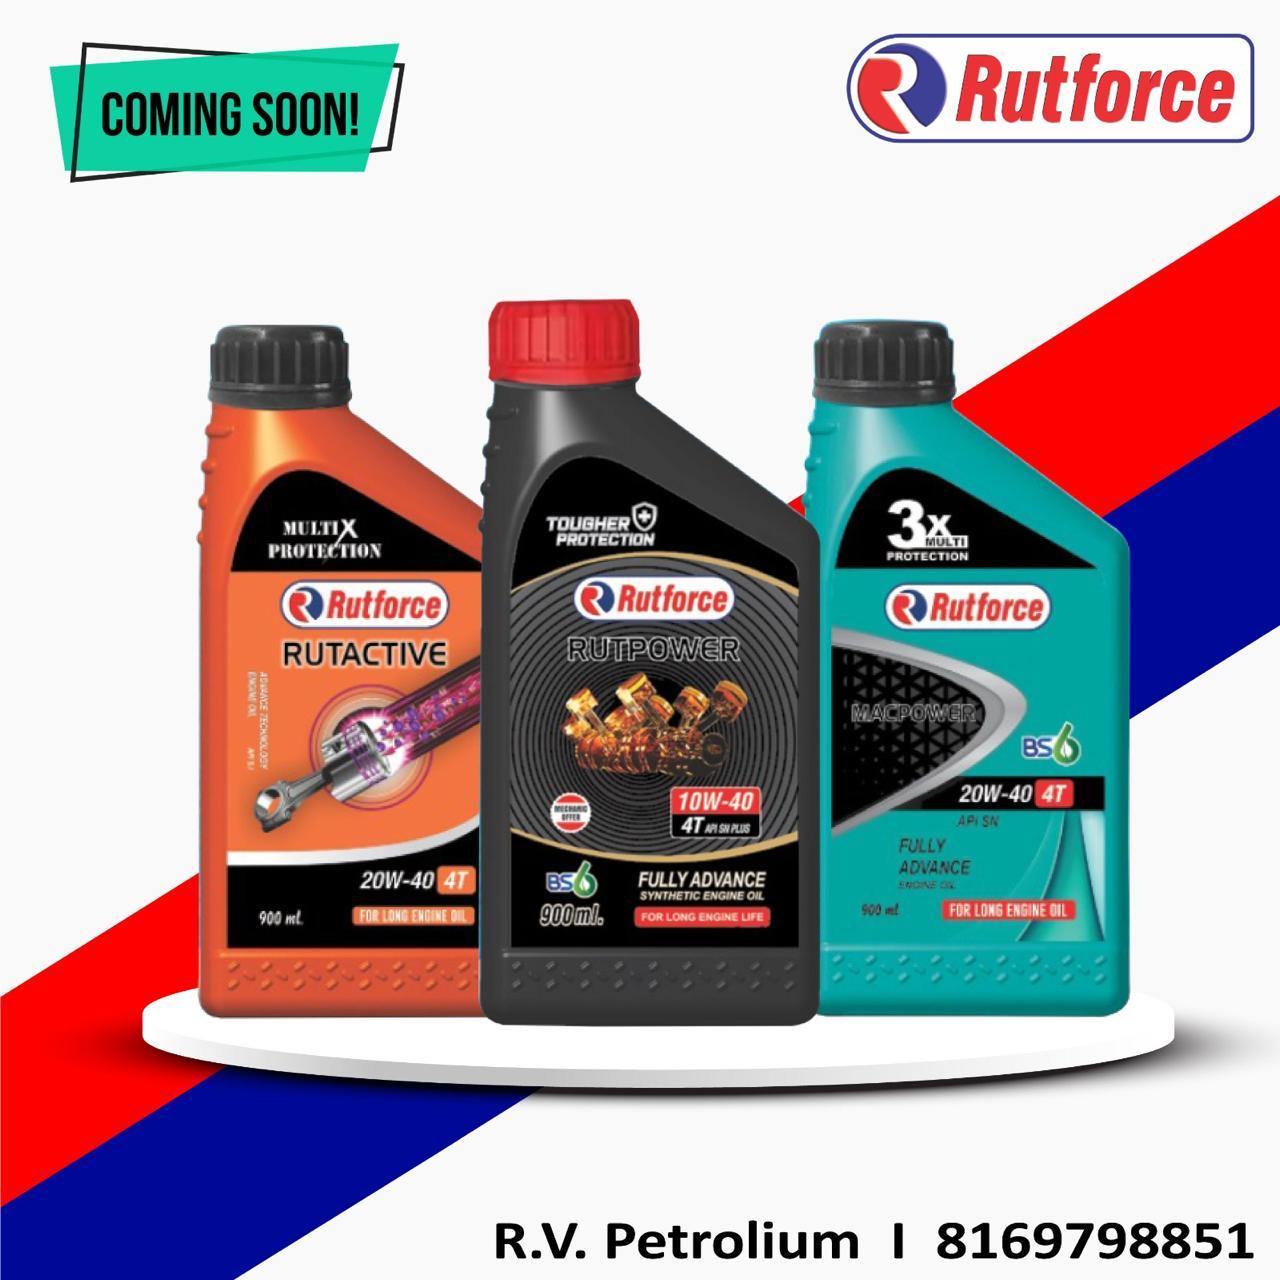 COMING SOON!
Rutforce
MULTI X
PROTECTION
Rutforce
RUTACTIVE
ADVANCE TECHNOLOGY
ENGINE OIL
20W-40 4T
900 ml.
FOR LONG ENGINE OIL
TOUGHER
PROTECTION
Rutforce
RUTPOWER
MECHANIC
OFFER
10W-40
4T API SN PLUS
BS6
900ml.
FULLY ADVANCE
SYNTHETIC ENGINE OIL
FOR LONG ENGINE LIFE
3X
MULTI
PROTECTION
Rutforce
MACPOWER
BS6
20W-40 4T
API SN
FULLY
ADVANCE
ENGINE OIL
900 ml
FOR LONG ENGINE OIL
R.V. Petrolium I 8169798851